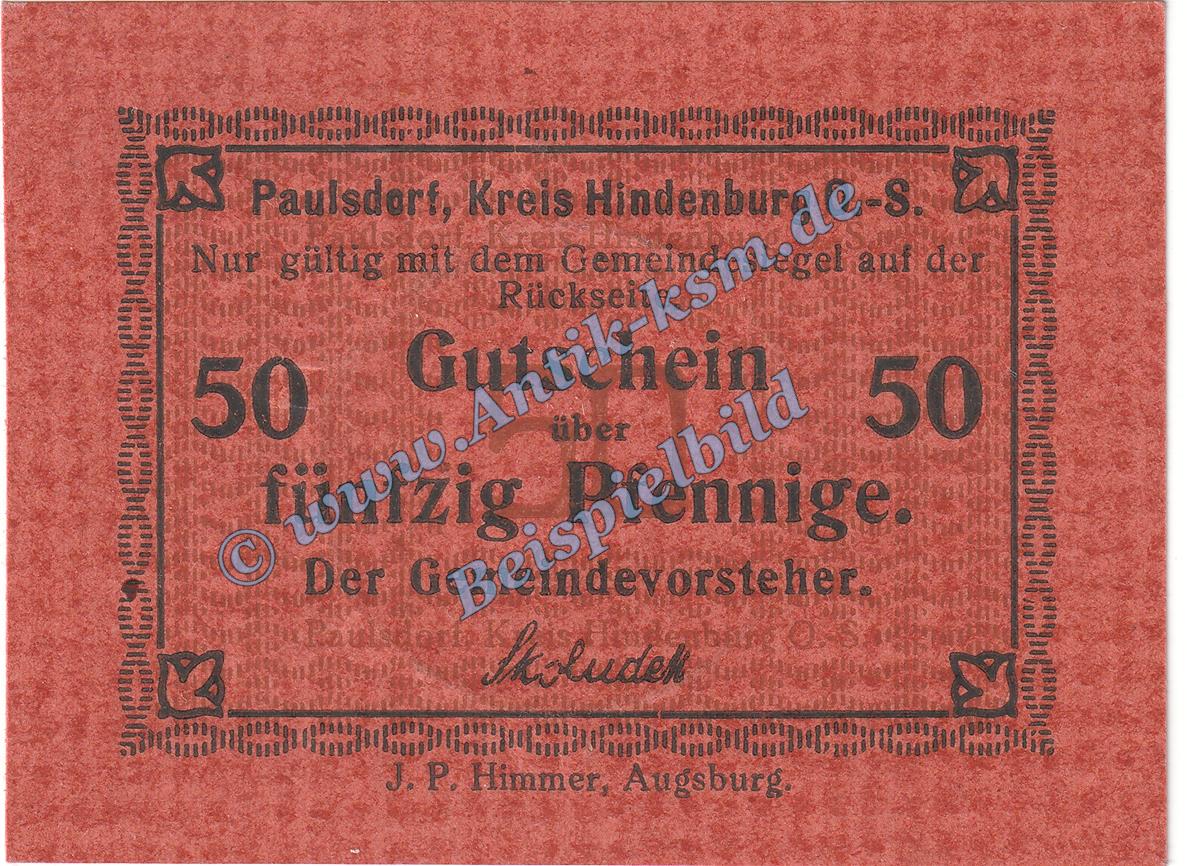 Paulsdorf, Kreis Hindenburg O.-S.
Nur gültig mit dem Gemeindesiegel auf der
Rückseite
50 Gutschein 50
über
fünfzig Pfennige.
Der Gemeindevorsteher.
Skoludek
J. P. Himmer, Augsburg.
© www.Antik-ksm.de
Beispielbild